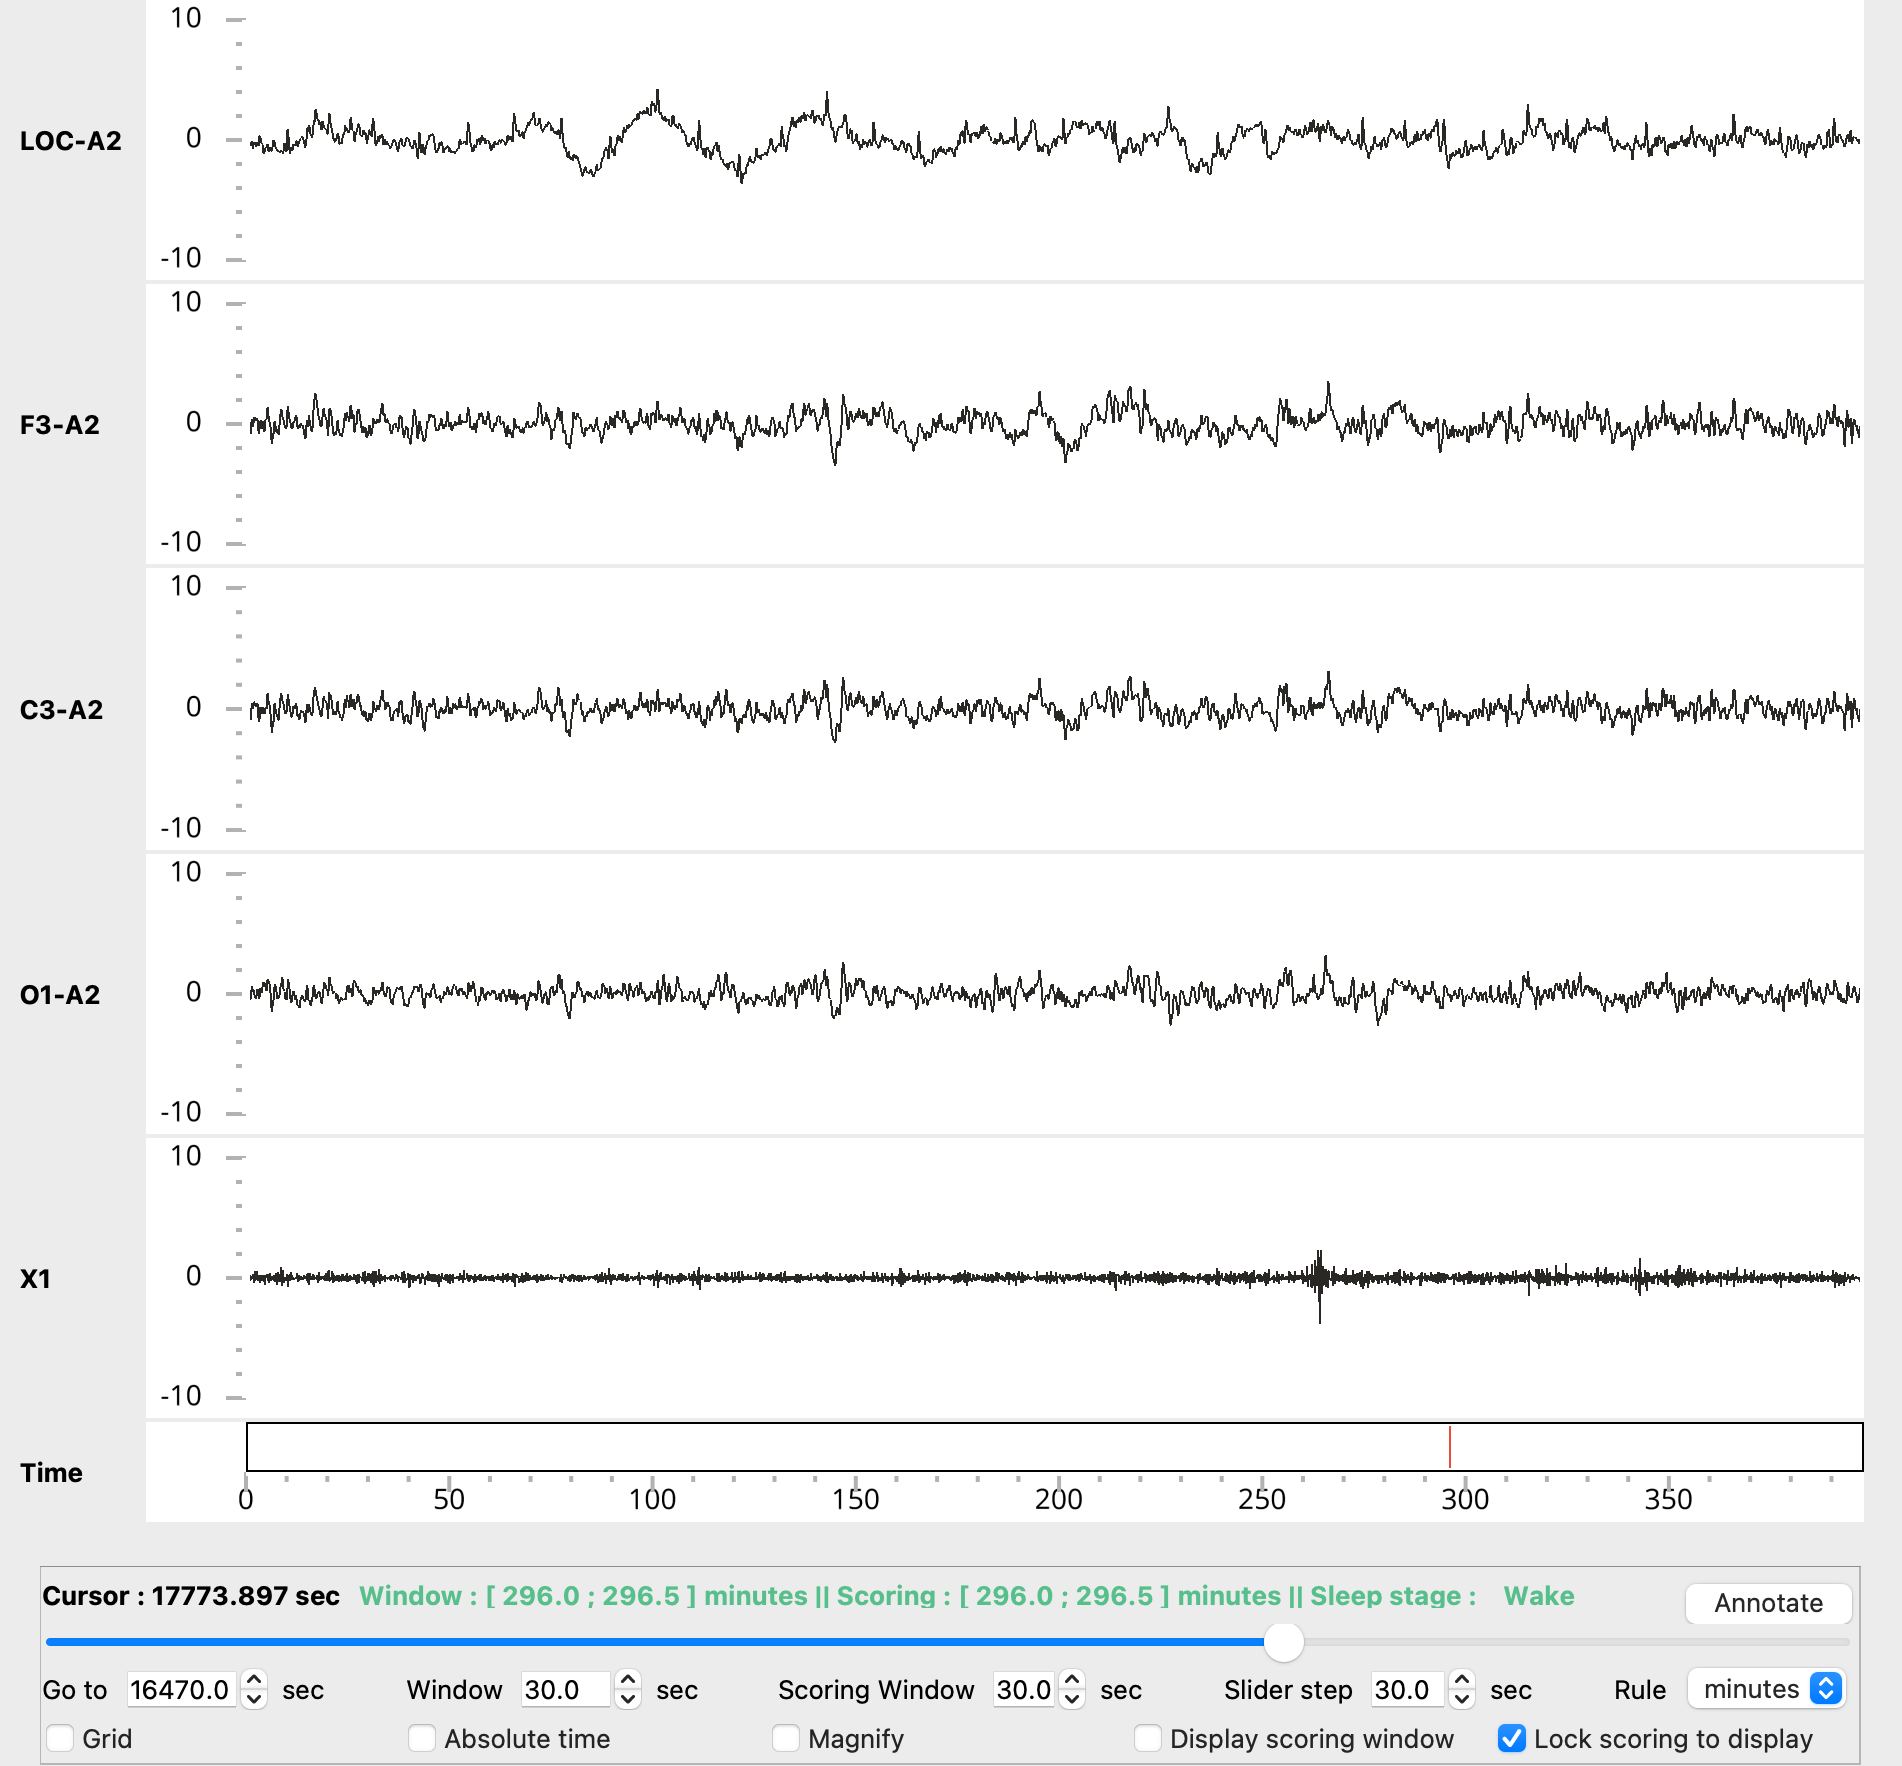 10
LOC-A2
0
-10
10
F3-A2
0
-10
10
C3-A2
0
-10
10
O1-A2
0
-10
10
X1
0
-10
Time
0 50 100 150 200 250 300 350
Cursor : 17773.897 sec Window : [ 296.0 ; 296.5 ] minutes || Scoring : [ 296.0 ; 296.5 ] minutes || Sleep stage : Wake Annotate
Go to 16470.0 sec Window 30.0 sec Scoring Window 30.0 sec Slider step 30.0 sec Rule minutes
Grid Absolute time Magnify Display scoring window Lock scoring to display